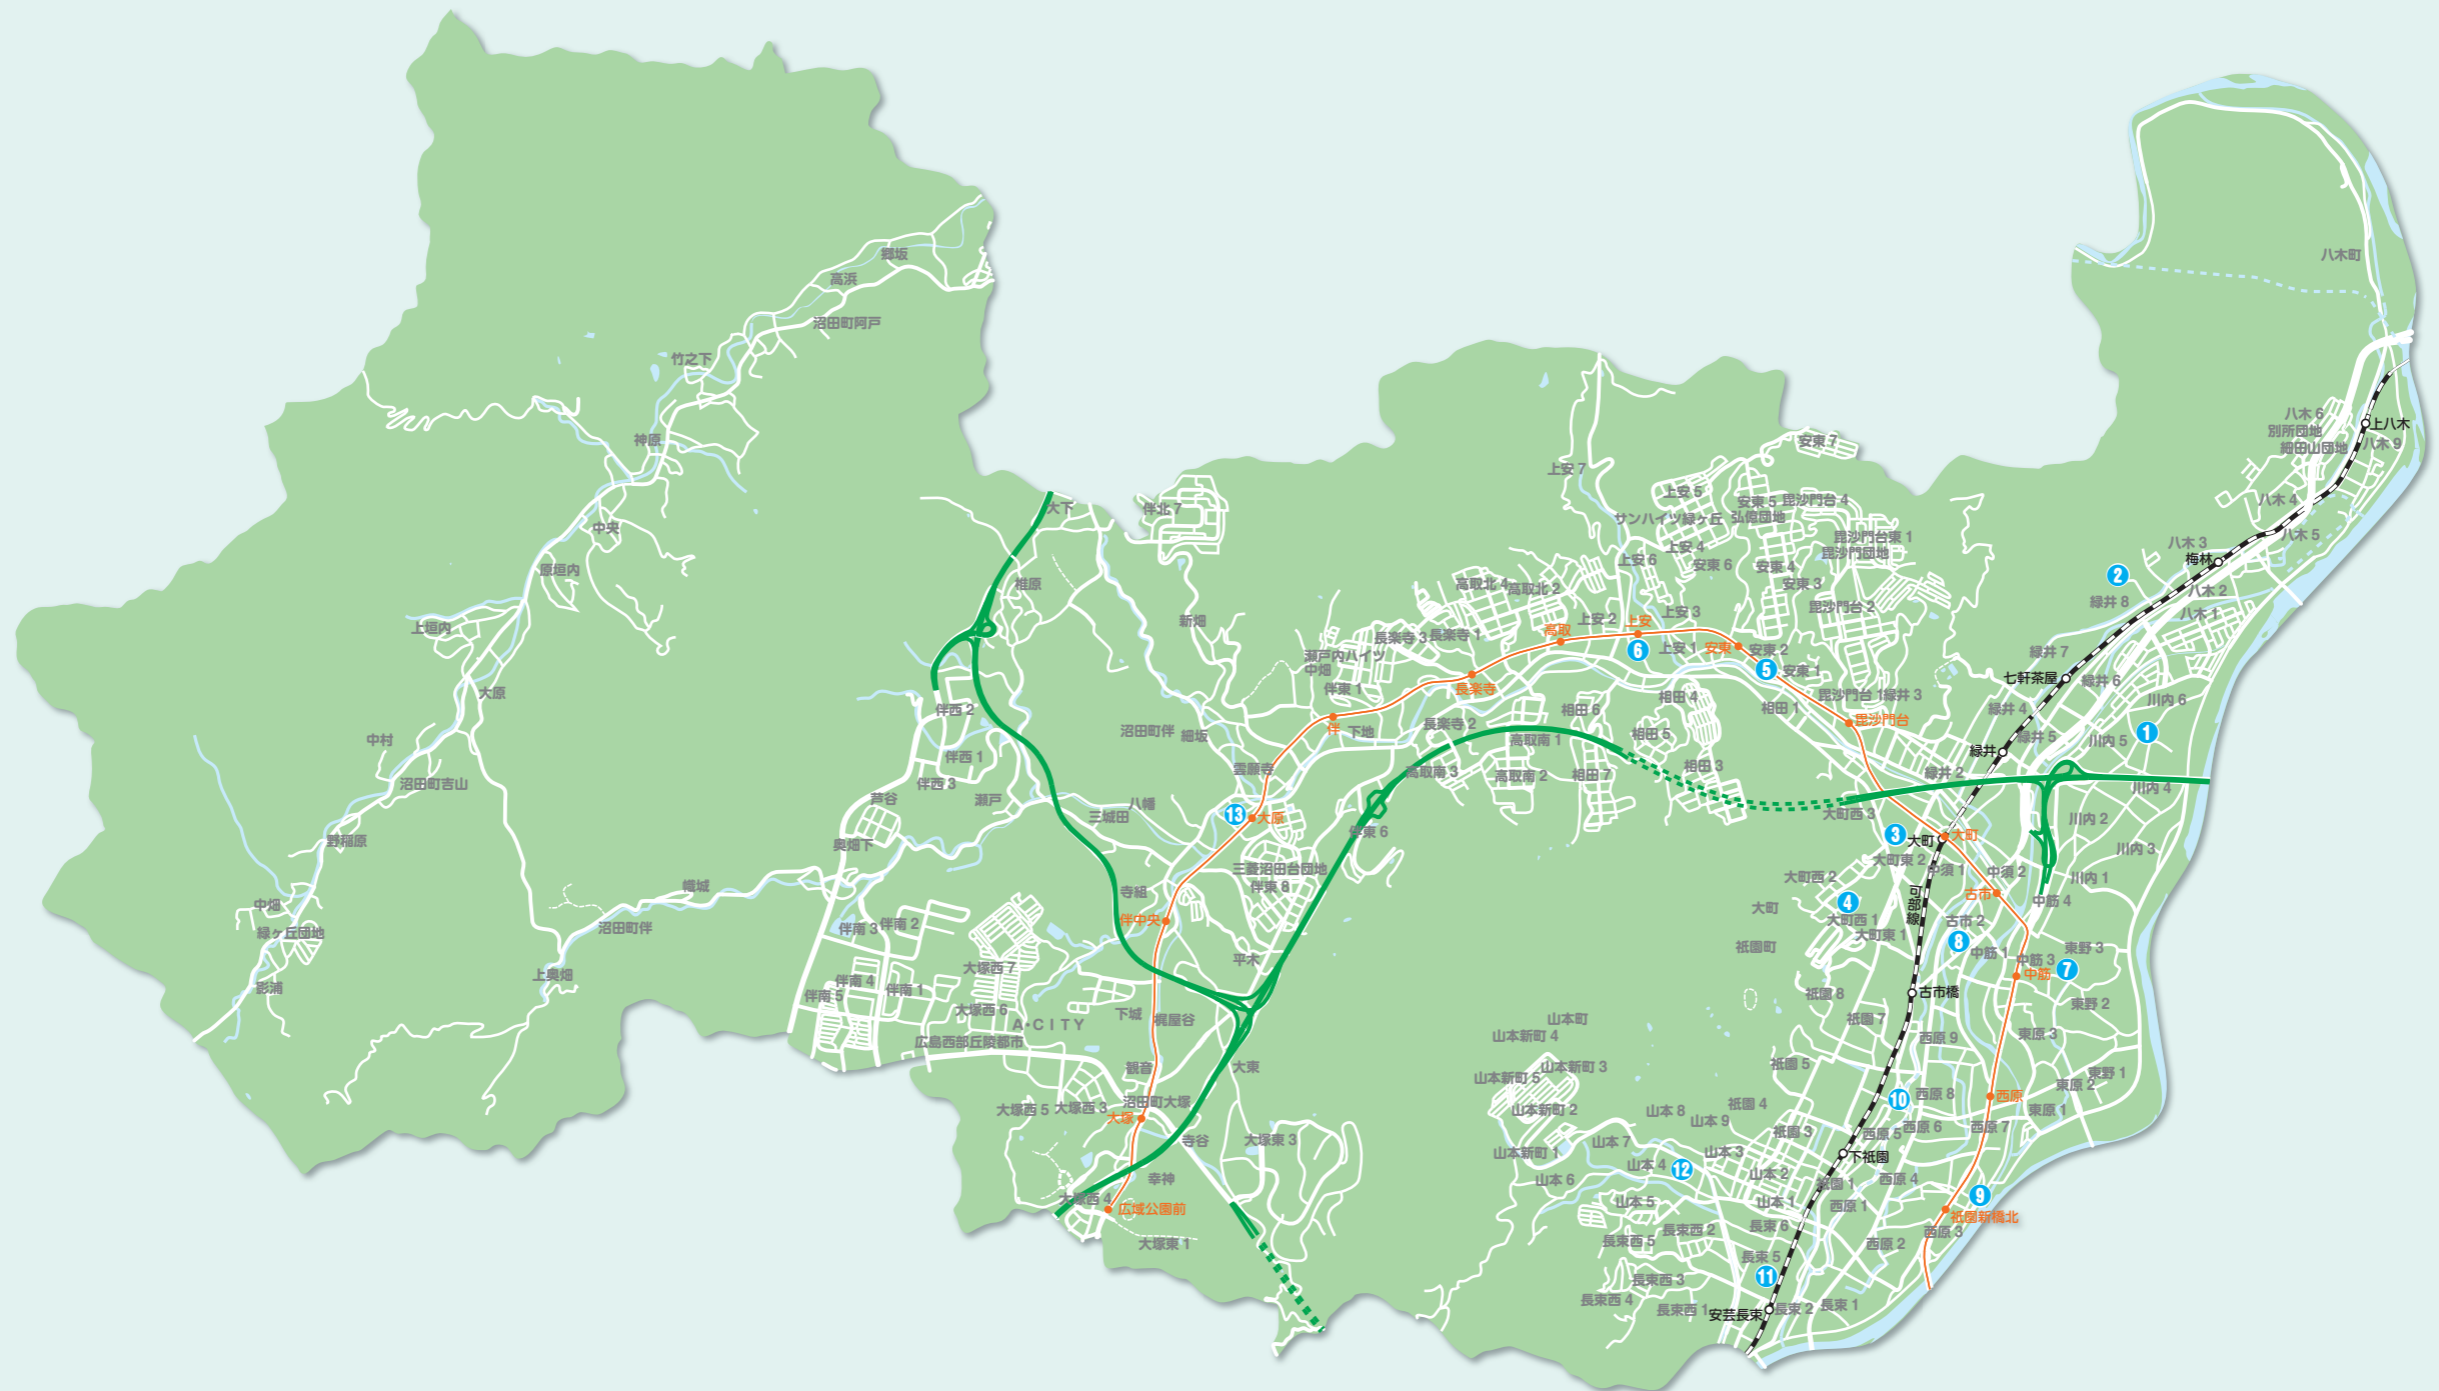 八木町
郷坂
高浜
沼田町阿戸
竹之下
神原
八木 6
上八木
別所団地
八木 9
細田山団地
安東 7
上安 7
大下
伴北 7
上安 5
安東 5
毘沙門台 4
八木 4
サンハイツ緑ヶ丘
弘億団地
中央
毘沙門台東 1
毘沙門団地
八木 5
八木 3
梅林
上安 4
上安 6
安東 6
安東 4
原垣内
2
椎原
高取北 4
高取北 2
安東 3
八木 2
緑井 8
毘沙門台 2
八木 1
上安 3
上安 2
上安
新畑
上垣内
高取
長楽寺 3
長楽寺 1
6
上安 1
安東
安東 2
緑井 7
瀬戸内ハイツ
中畑
5
安東 1
七軒茶屋
緑井 6
長楽寺
伴東 1
大原
毘沙門台 1
緑井 3
相田 4
川内 6
伴西 2
相田 6
相田 1
緑井 4
毘沙門台
沼田町伴
細坂
伴
下地
長楽寺 2
相田 5
1
中村
高取南 1
緑井 5
川内 5
緑井
伴西 1
雲願寺
高取南 3
高取南 2
相田 7
相田 3
緑井 2
沼田町吉山
伴西 3
芦谷
瀬戸
八幡
三城田
13
大原
川内 4
大町西 3
川内 2
伴東 6
3
大町
大町
野稲原
奥畑下
川内 3
大町東 2
三菱沼田台団地
伴東 8
中須 1
中須 2
大町西 2
川内 1
幟城
寺組
可部線
古市
中畑
4
大町
中筋 4
伴中央
大町西 1
古市 2
緑ヶ丘団地
沼田町伴
伴南 3
伴南 2
大町東 1
8
祇園町
東野 3
中筋 1
中筋 3
平木
大塚西 7
7
上奥畑
中筋
伴南 4
影浦
伴南 5
伴南 1
祇園 8
古市橋
東野 2
大塚西 6
下城
梶屋谷
A・CITY
山本町
祇園 7
山本新町 4
西原 9
東原 3
広島西部丘陵都市
観音
大東
祇園 5
山本新町 3
山本新町 5
東野 1
東原 2
西原 8
10
西原
沼田町大塚
大塚西 5
大塚西 3
山本新町 2
山本 8
祇園 4
東原 1
大塚
山本 9
西原 6
西原 7
祇園 3
西原 5
寺谷
大塚東 3
山本 7
山本新町 1
山本 3
下祇園
山本 4
12
山本 2
幸神
山本 6
西原 4
祇園 1
大塚西 4
広域公園前
山本 5
山本 1
西原 1
9
祇園新橋北
長束 6
長束西 2
西原 3
長束西 5
大塚東 1
西原 2
長束 5
11
長束西 3
長束西 4
長束西 1
安芸長束
長束 2
長束 1